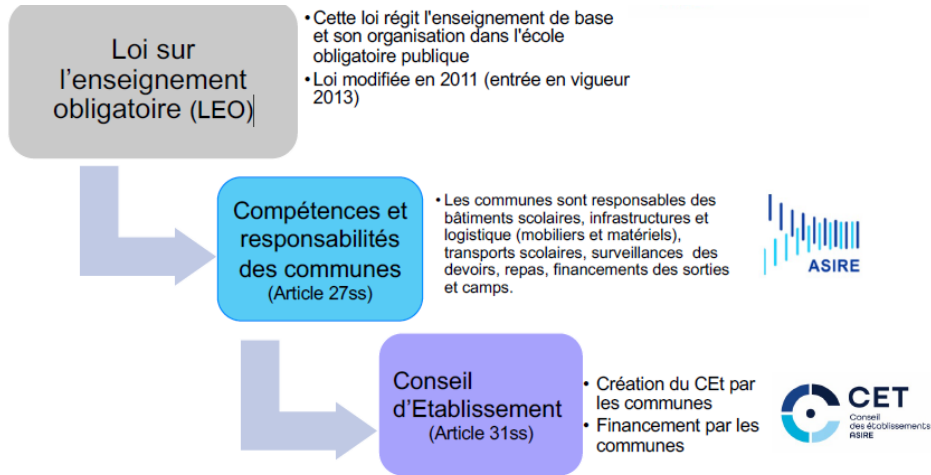 Loi sur
l'enseignement
obligatoire (LEO)
• Cette loi régit l'enseignement de base
et son organisation dans l'école
obligatoire publique
• Loi modifiée en 2011 (entrée en vigueur
2013)
Compétences et
responsabilités
des communes
(Article 27ss)
• Les communes sont responsables des
bâtiments scolaires, infrastructures et
logistique (mobiliers et matériels),
transports scolaires, surveillances des
devoirs, repas, financements des sorties
et camps.
ASIRE
Conseil
d'Etablissement
(Article 31ss)
• Création du CEt par
les communes
• Financement par les
communes
CET
Conseil
des établissements
ASIRE